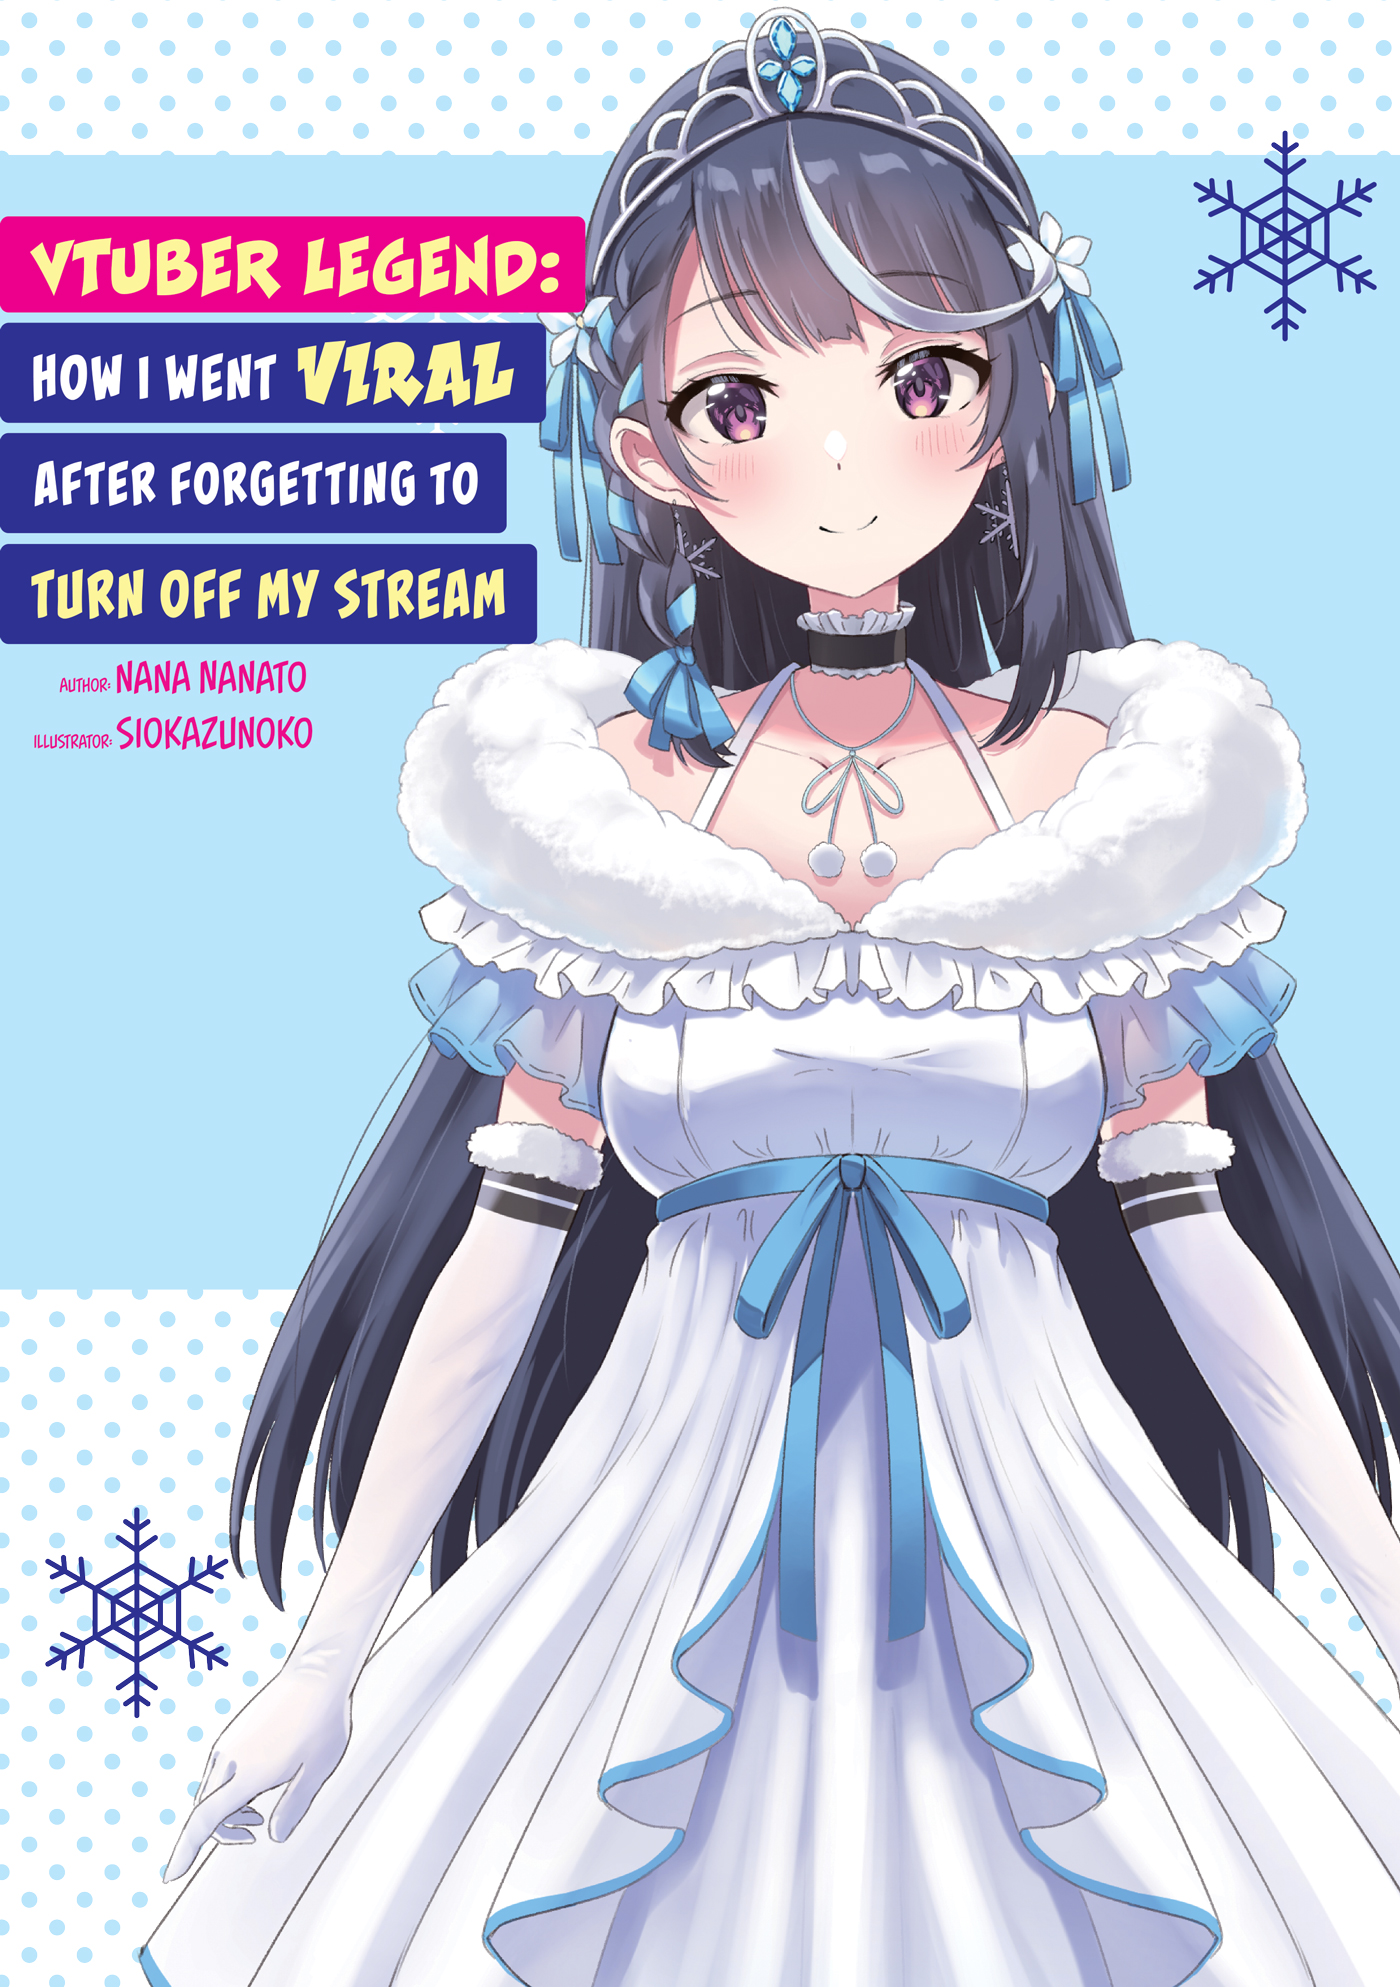 VTUBER LEGEND:
HOW I WENT VIRAL
AFTER FORGETTING TO
TURN OFF MY STREAM
AUTHOR: NANA NANATO
ILLUSTRATOR: SIOKAZUNOKO